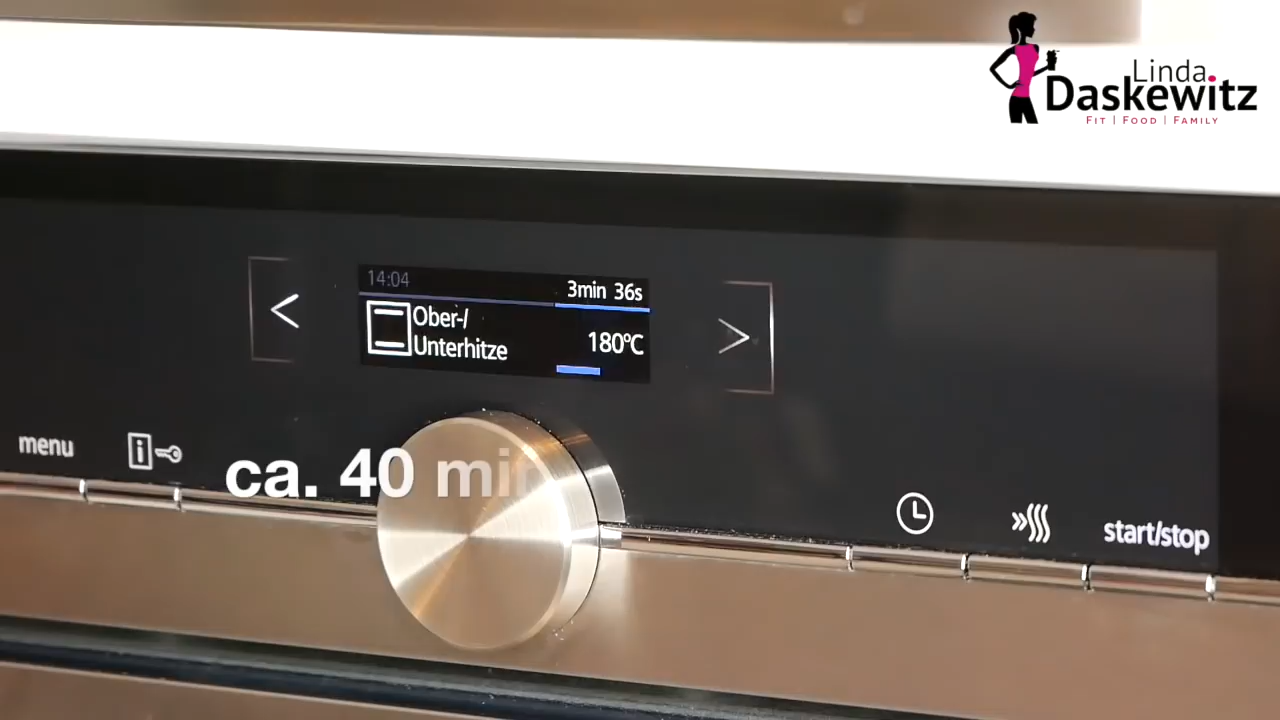 Linda
Daskewitz
FIT | FOOD | FAMILY
14:04
3min 36s
Ober-/
Unterhitze
180°C
menu
ca. 40 min
start/stop